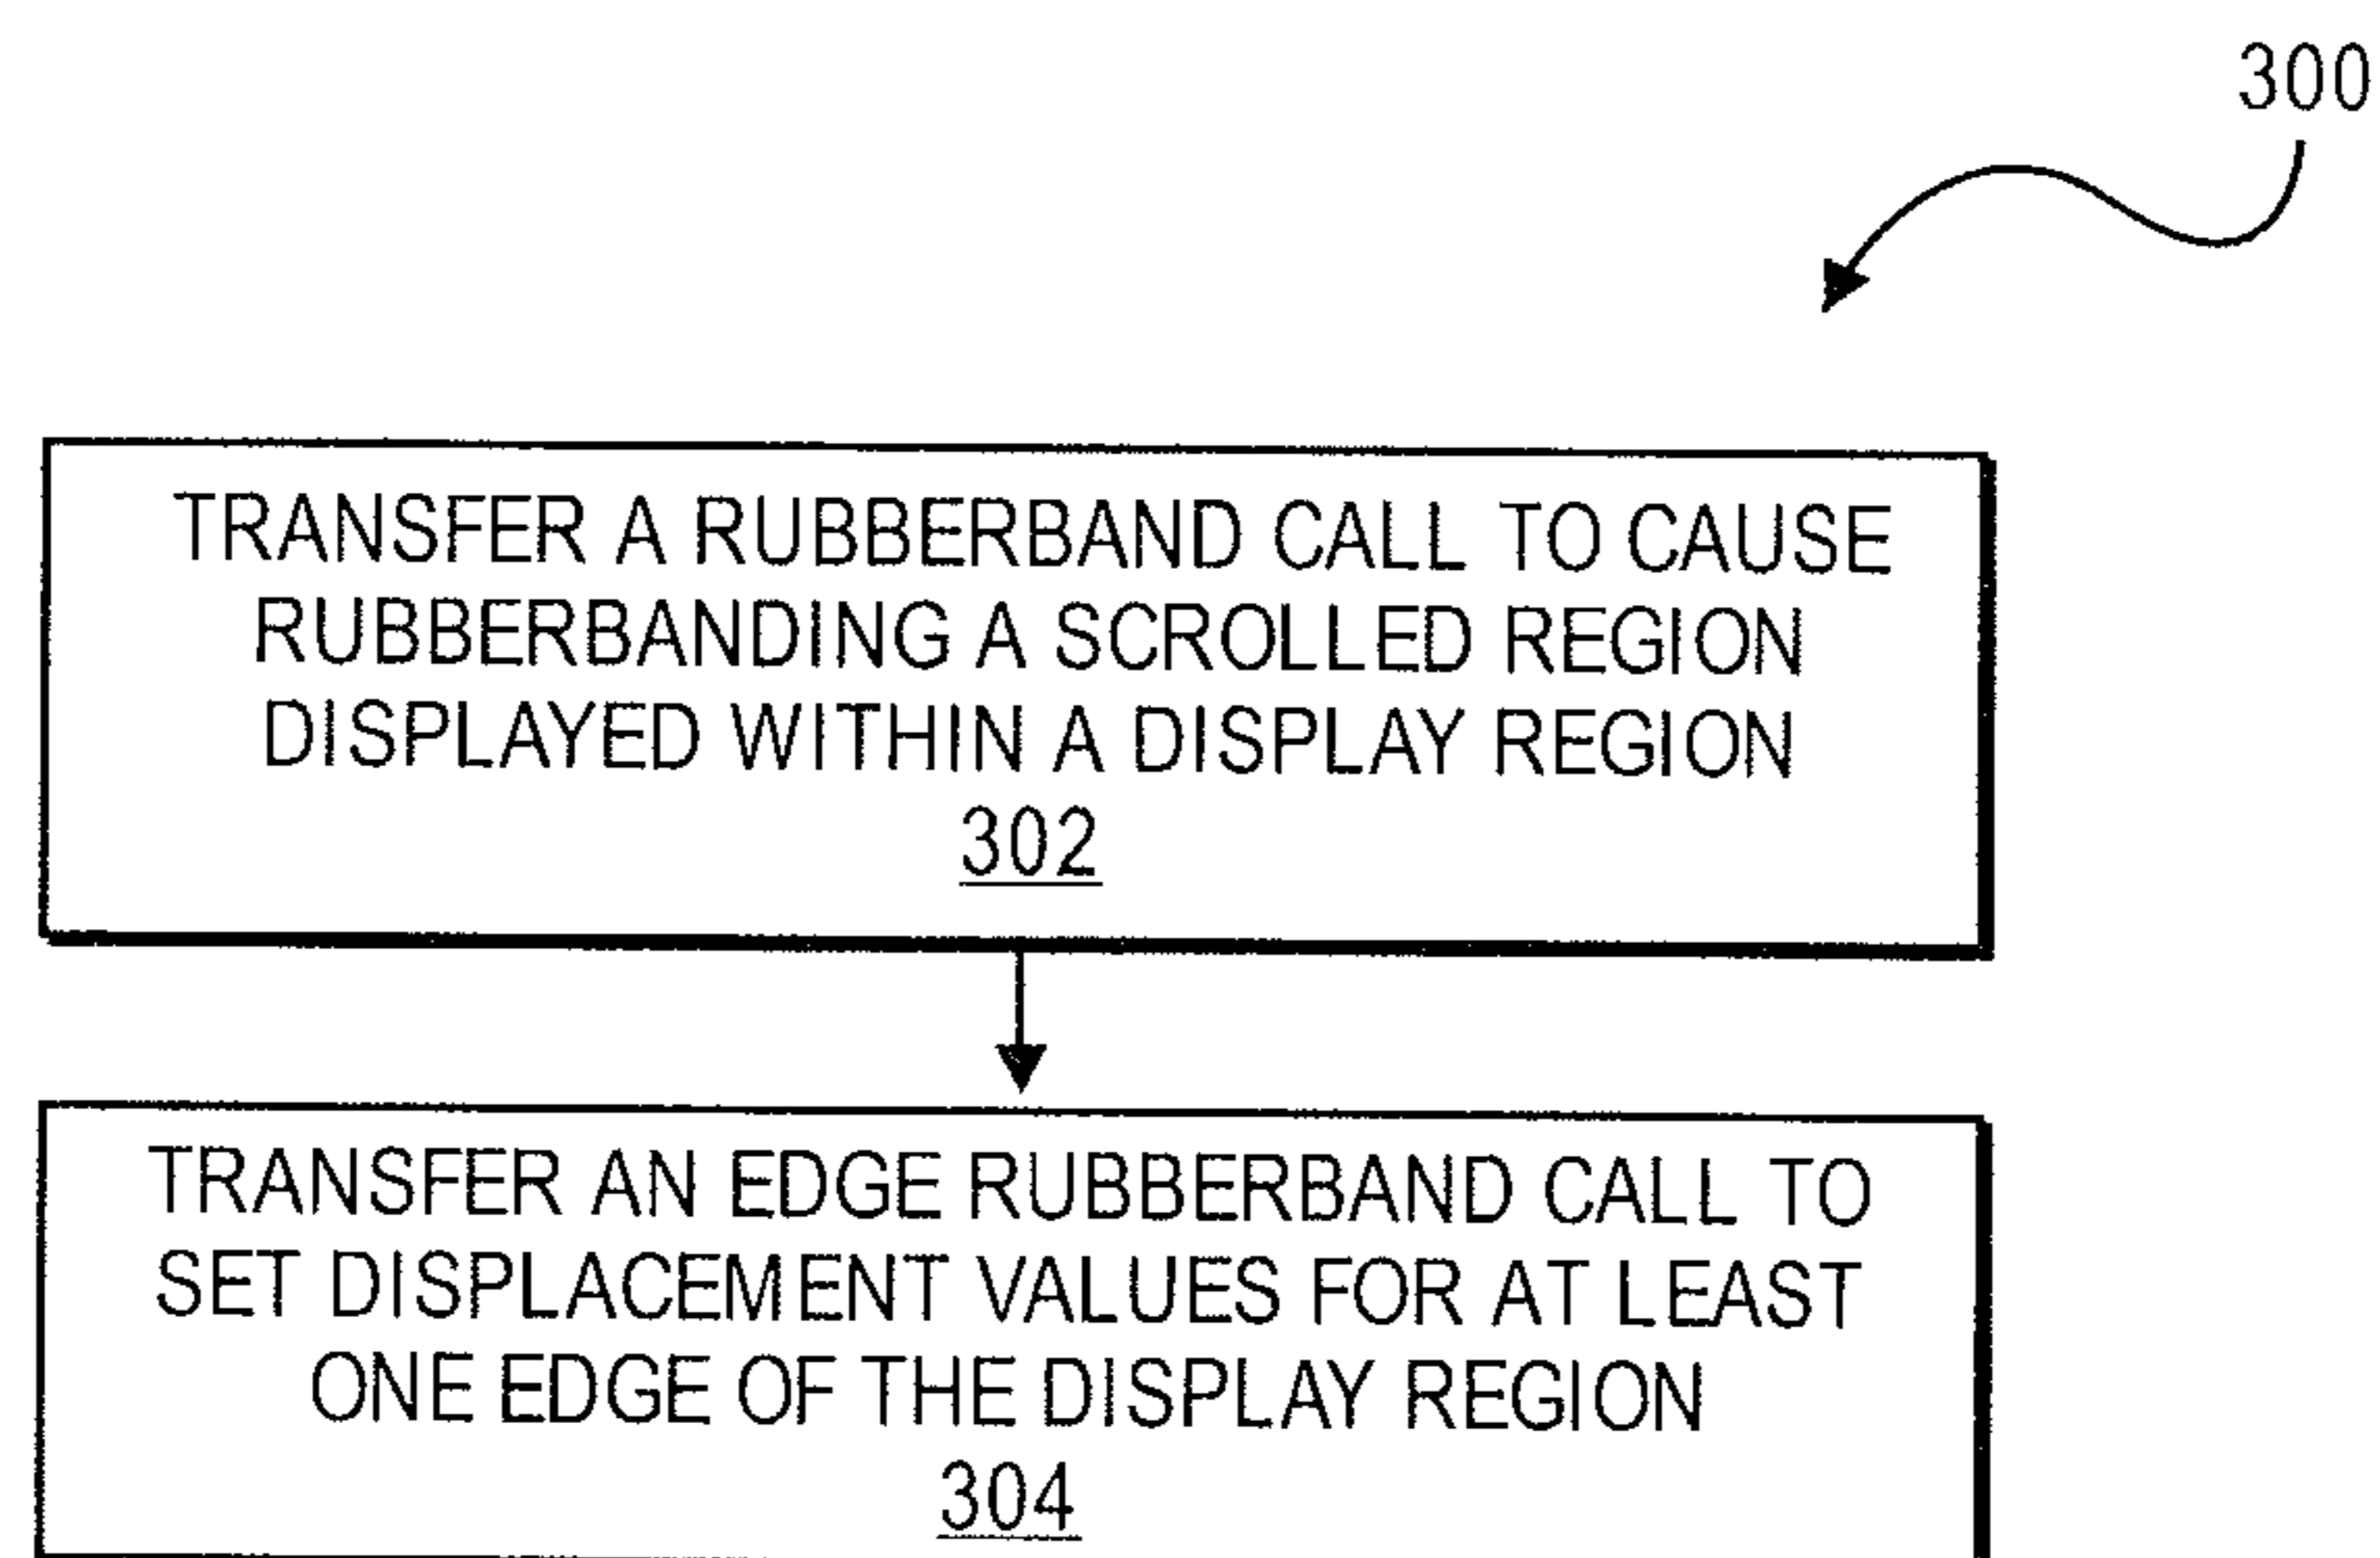 300
TRANSFER A RUBBERBAND CALL TO CAUSE
RUBBERBANDING A SCROLLED REGION
DISPLAYED WITHIN A DISPLAY REGION
302
TRANSFER AN EDGE RUBBERBAND CALL TO
SET DISPLACEMENT VALUES FOR AT LEAST
ONE EDGE OF THE DISPLAY REGION
304